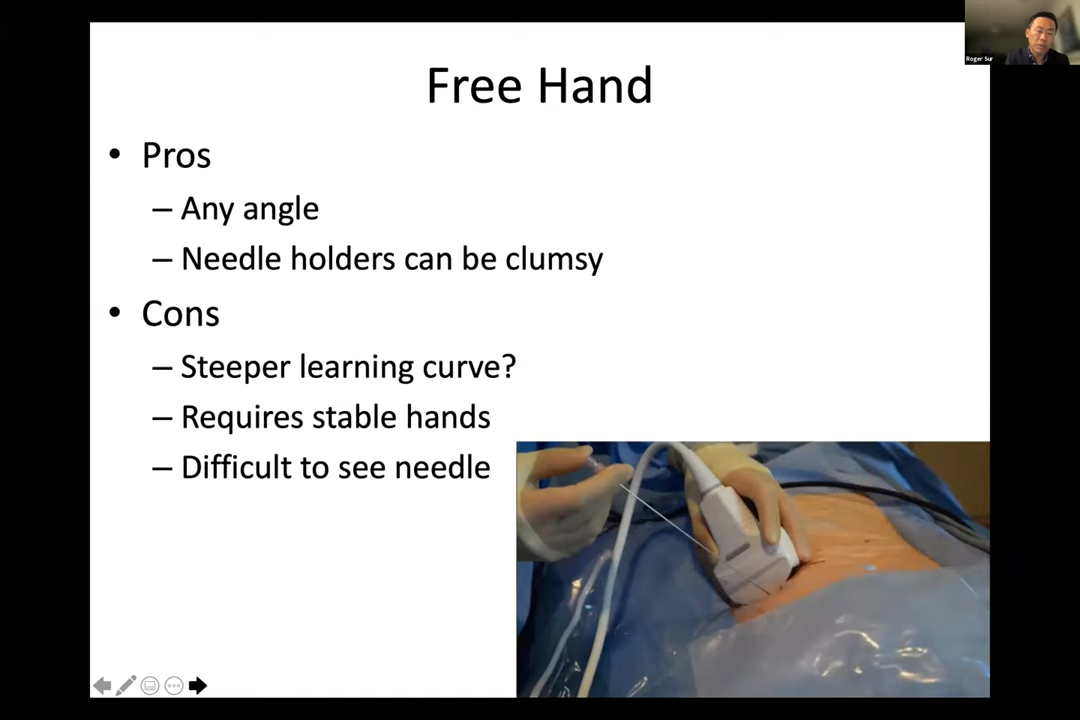 Roger Sur
Free Hand
• Pros
– Any angle
– Needle holders can be clumsy
• Cons
– Steeper learning curve?
– Requires stable hands
– Difficult to see needle